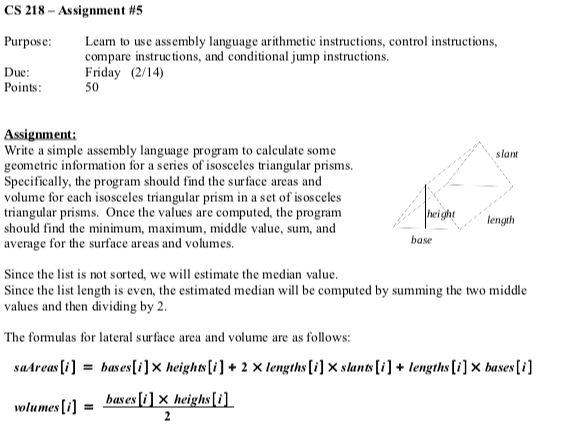 CS 218 – Assignment #5
Purpose: Learn to use assembly language arithmetic instructions, control instructions,
compare instructions, and conditional jump instructions.
Due: Friday (2/14)
Points: 50
Assignment:
Write a simple assembly language program to calculate some
geometric information for a series of isosceles triangular prisms.
Specifically, the program should find the surface areas and
volume for each isosceles triangular prism in a set of isosceles
triangular prisms. Once the values are computed, the program
should find the minimum, maximum, middle value, sum, and
average for the surface areas and volumes.
slant
height
length
base
Since the list is not sorted, we will estimate the median value.
Since the list length is even, the estimated median will be computed by summing the two middle
values and then dividing by 2.
The formulas for lateral surface area and volume are as follows:
saAreas[i] = bases[i] × heights[i] + 2 × lengths[i] × slants[i] + lengths[i] × bases[i]
volumes[i] = bases[i] × heighs[i]
2